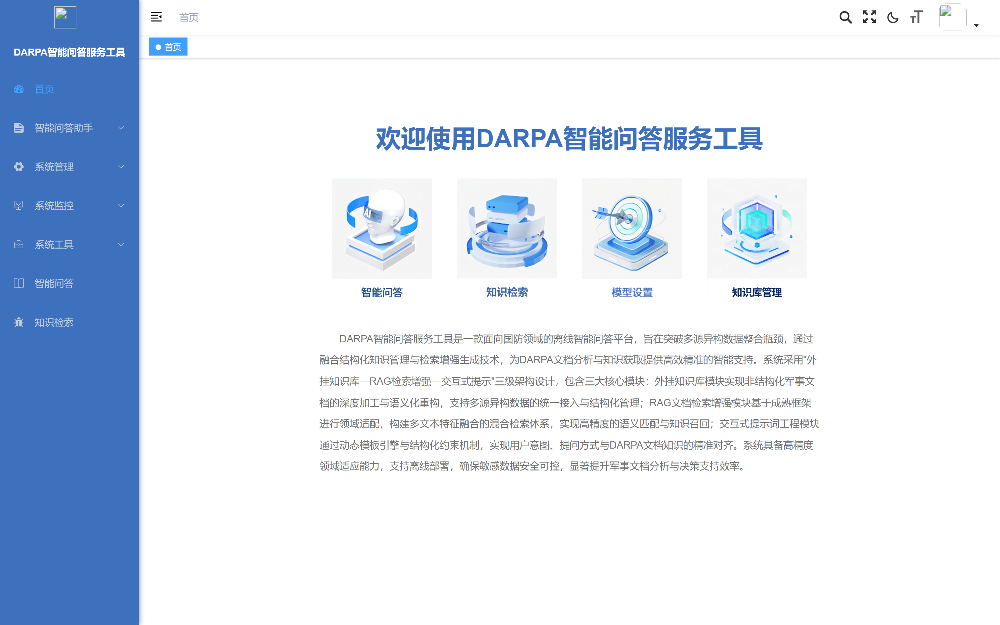 DARPA智能问答服务工具
首页
智能问答助手
系统管理
系统监控
系统工具
智能问答
知识检索
首页
首页
欢迎使用DARPA智能问答服务工具
AI
智能问答
知识检索
模型设置
知识库管理
DARPA智能问答服务工具是一款面向国防领域的离线智能问答平台，旨在突破多源异构数据整合瓶颈，通过
融合结构化知识管理与检索增强生成技术，为DARPA文档分析与知识获取提供高效精准的智能支持。系统采用"外
挂知识库—RAG检索增强—交互式提示"三级架构设计，包含三大核心模块：外挂知识库模块实现非结构化军事文
档的深度加工与语义化重构，支持多源异构数据的统一接入与结构化管理；RAG文档检索增强模块基于成熟框架
进行领域适配，构建多文本特征融合的混合检索体系，实现高精度的语义匹配与知识召回；交互式提示词工程模块
通过动态模板引擎与结构化约束机制，实现用户意图、提问方式与DARPA文档知识的精准对齐。系统具备高精度
领域适应能力，支持离线部署，确保敏感数据安全可控，显著提升军事文档分析与决策支持效率。